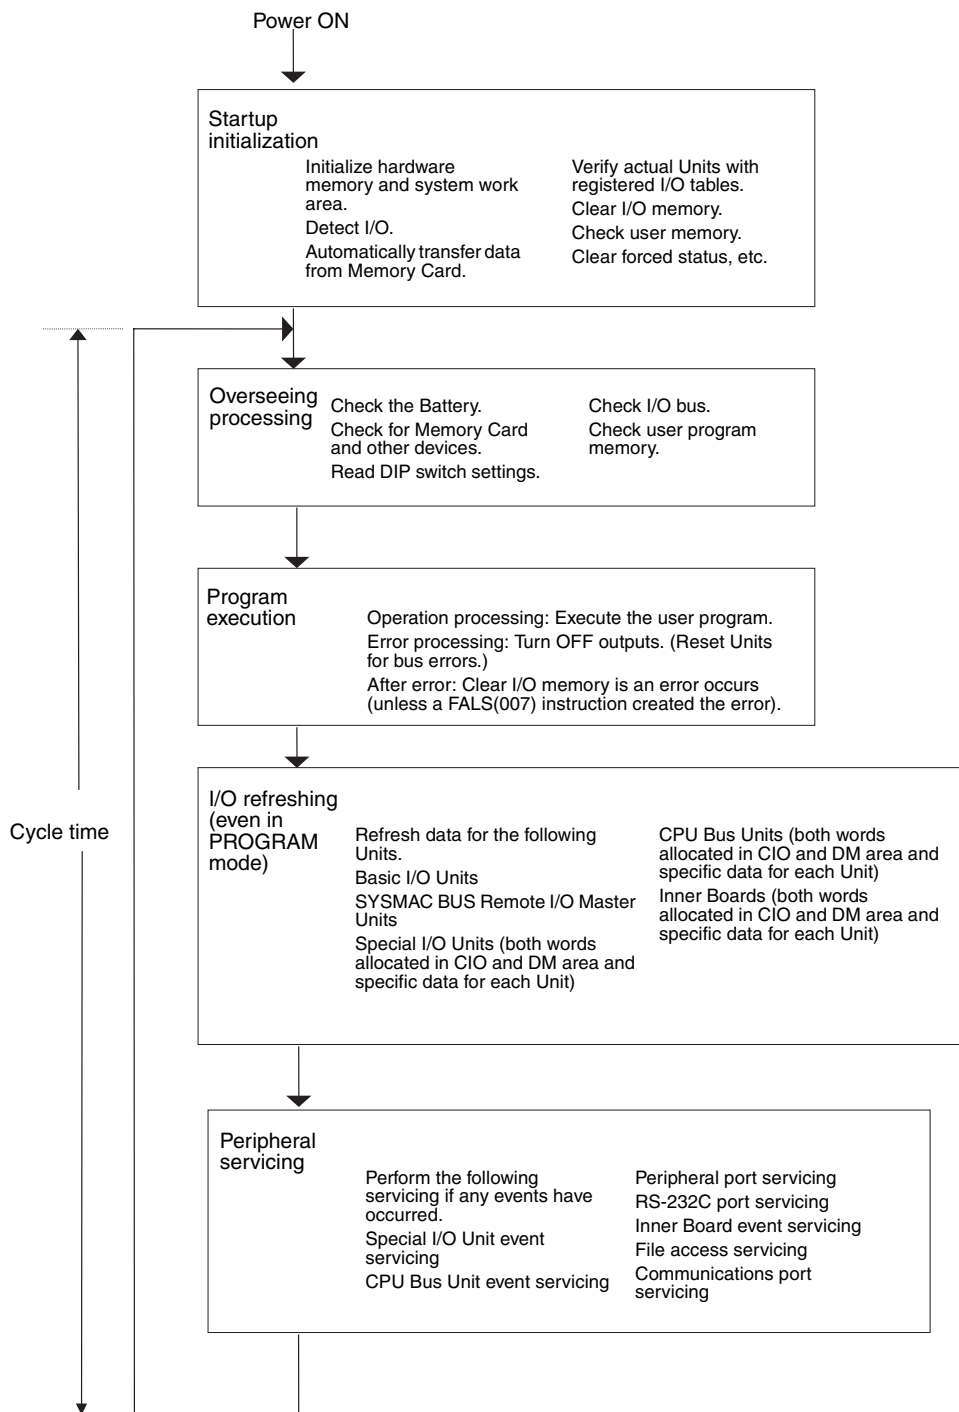 Power ON
Startup
initialization
Initialize hardware
memory and system work
area.
Detect I/O.
Automatically transfer data
from Memory Card.
Verify actual Units with
registered I/O tables.
Clear I/O memory.
Check user memory.
Clear forced status, etc.
Overseeing
processing
Check the Battery.
Check for Memory Card
and other devices.
Read DIP switch settings.
Check I/O bus.
Check user program
memory.
Program
execution
Operation processing: Execute the user program.
Error processing: Turn OFF outputs. (Reset Units
for bus errors.)
After error: Clear I/O memory is an error occurs
(unless a FALS(007) instruction created the error).
Cycle time
I/O refreshing
(even in
PROGRAM
mode)
Refresh data for the following
Units.
Basic I/O Units
SYSMAC BUS Remote I/O Master
Units
Special I/O Units (both words
allocated in CIO and DM area and
specific data for each Unit)
CPU Bus Units (both words
allocated in CIO and DM area and
specific data for each Unit)
Inner Boards (both words
allocated in CIO and DM area and
specific data for each Unit)
Peripheral
servicing
Perform the following
servicing if any events have
occurred.
Special I/O Unit event
servicing
CPU Bus Unit event servicing
Peripheral port servicing
RS-232C port servicing
Inner Board event servicing
File access servicing
Communications port
servicing